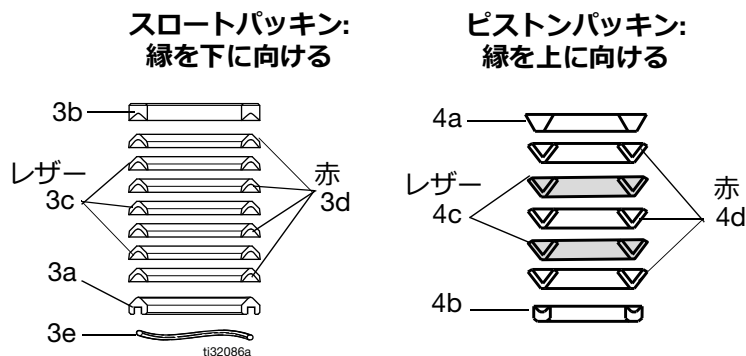 スロートパッキン:
縁を下に向ける
3b
レザー
3c
赤
3d
3a
3e
ti32086a
ピストンパッキン:
縁を上に向ける
4a
レザー
4c
赤
4d
4b